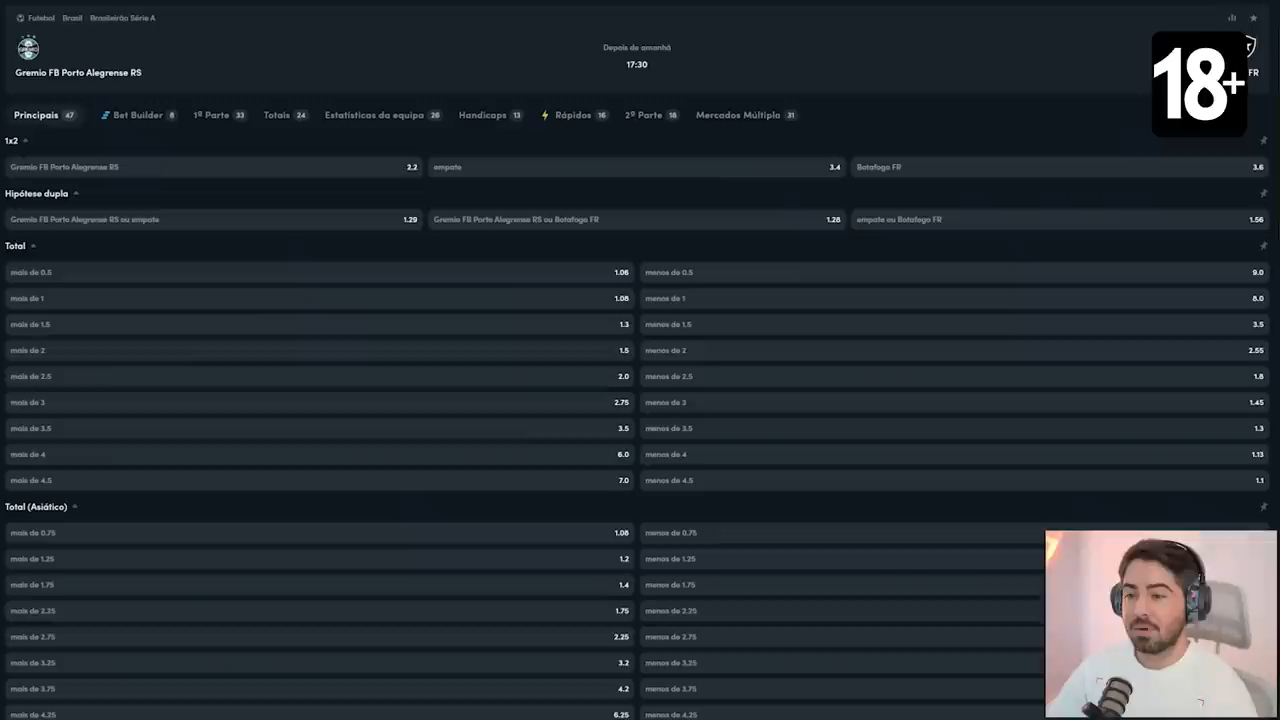 Futebol Brasil Brasileirão Série A
Gremio FB Porto Alegrense RS
Depois de amanhã
17:30
18+
FR
Principais 47 Bet Builder 8 1ª Parte 33 Totais 24 Estatísticas da equipa 26 Handicaps 13 Rápidos 16 2ª Parte 18 Mercados Múltipla 31
1x2
Gremio FB Porto Alegrense RS 2.2 empate 3.4 Botafogo FR 3.6
Hipótese dupla
Gremio FB Porto Alegrense RS ou empate 1.29 Gremio FB Porto Alegrense RS ou Botafogo FR 1.28 empate ou Botafogo FR 1.56
Total
mais de 0.5 1.06 menos de 0.5 9.0
mais de 1 1.08 menos de 1 8.0
mais de 1.5 1.3 menos de 1.5 3.5
mais de 2 1.5 menos de 2 2.55
mais de 2.5 2.0 menos de 2.5 1.8
mais de 3 2.75 menos de 3 1.45
mais de 3.5 3.5 menos de 3.5 1.3
mais de 4 6.0 menos de 4 1.13
mais de 4.5 7.0 menos de 4.5 1.1
Total (Asiático)
mais de 0.75 1.08 menos de 0.75
mais de 1.25 1.2 menos de 1.25
mais de 1.75 1.4 menos de 1.75
mais de 2.25 1.75 menos de 2.25
mais de 2.75 2.25 menos de 2.75
mais de 3.25 3.2 menos de 3.25
mais de 3.75 4.2 menos de 3.75
mais de 4.25 6.25 menos de 4.25